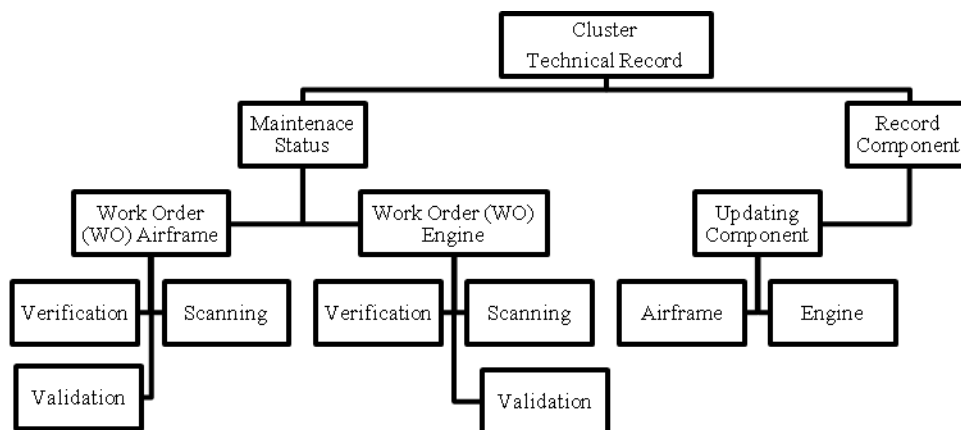 Cluster
Technical Record
Maintenace
Status
Record
Component
Work Order
(WO) Airframe
Work Order (WO)
Engine
Updating
Component
Verification
Scanning
Verification
Scanning
Airframe
Engine
Validation
Validation